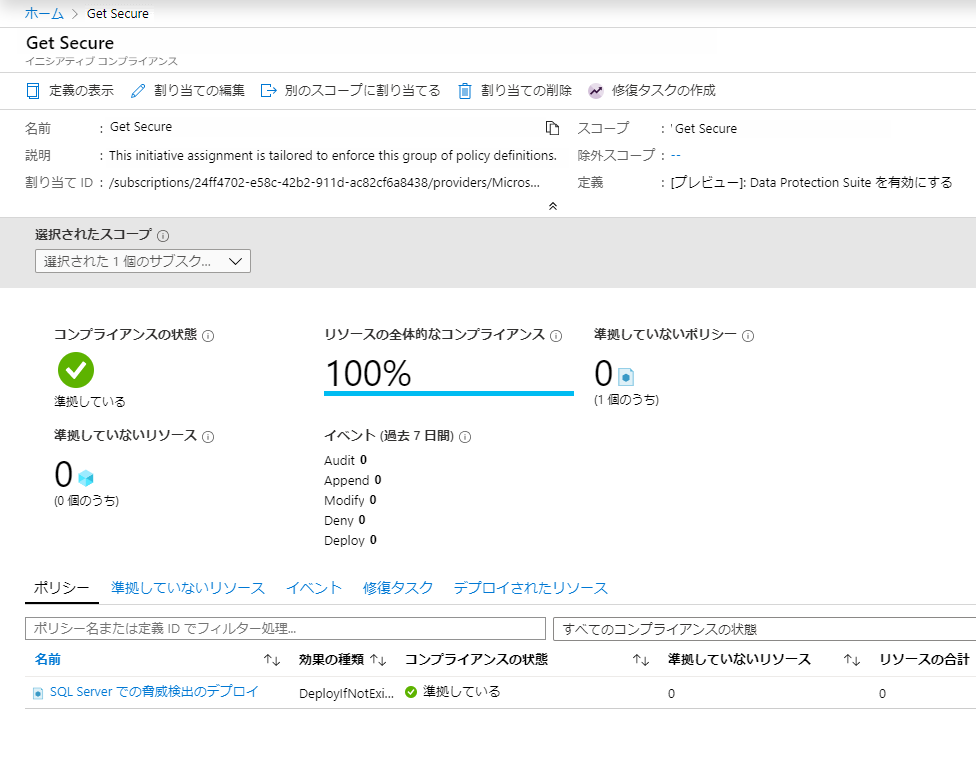 ホーム > Get Secure
Get Secure
イニシアティブ コンプライアンス
定義の表示 割り当ての編集 別のスコープに割り当てる 割り当ての削除 修復タスクの作成
名前 : Get Secure
スコープ : ' Get Secure
説明 : This initiative assignment is tailored to enforce this group of policy definitions.
除外スコープ : --
割り当て ID : /subscriptions/24ff4702-e58c-42b2-911d-ac82cf6a8438/providers/Micros...
定義 : [プレビュー]: Data Protection Suite を有効にする
選択されたスコープ
選択された 1 個のサブスク...
コンプライアンスの状態
準拠している
リソースの全体的なコンプライアンス
100%
準拠していないポリシー
0
(1 個のうち)
準拠していないリソース
0
(0 個のうち)
イベント (過去 7 日間)
Audit 0
Append 0
Modify 0
Deny 0
Deploy 0
ポリシー 準拠していないリソース イベント 修復タスク デプロイされたリソース
ポリシー名または定義 ID でフィルター処理...
すべてのコンプライアンスの状態
名前 効果の種類 コンプライアンスの状態 準拠していないリソース リソースの合計
SQL Server での脅威検出のデプロイ DeployIfNotExi... 準拠している 0 0